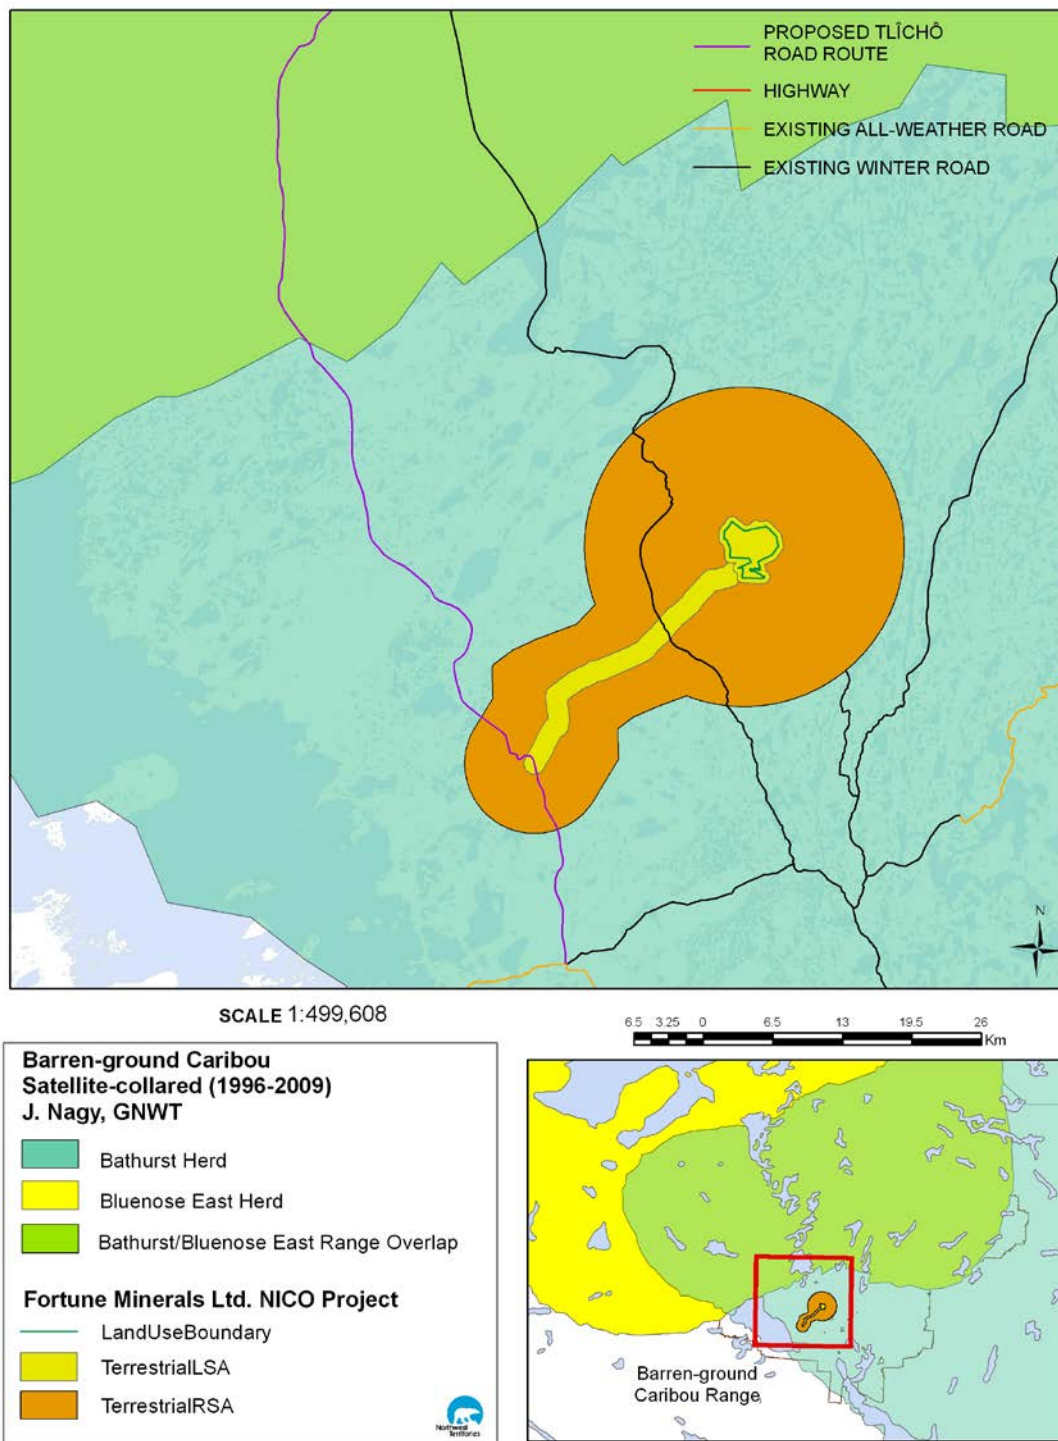 PROPOSED TLÎCHÔ
ROAD ROUTE
HIGHWAY
EXISTING ALL-WEATHER ROAD
EXISTING WINTER ROAD
N
SCALE 1:499,608
6.5 3.25 0 6.5 13 19.5 26
Km
Barren-ground Caribou
Satellite-collared (1996-2009)
J. Nagy, GNWT
Bathurst Herd
Bluenose East Herd
Bathurst/Bluenose East Range Overlap
Fortune Minerals Ltd. NICO Project
LandUseBoundary
TerrestrialLSA
TerrestrialRSA
Northwest
Territories
Barren-ground
Caribou Range